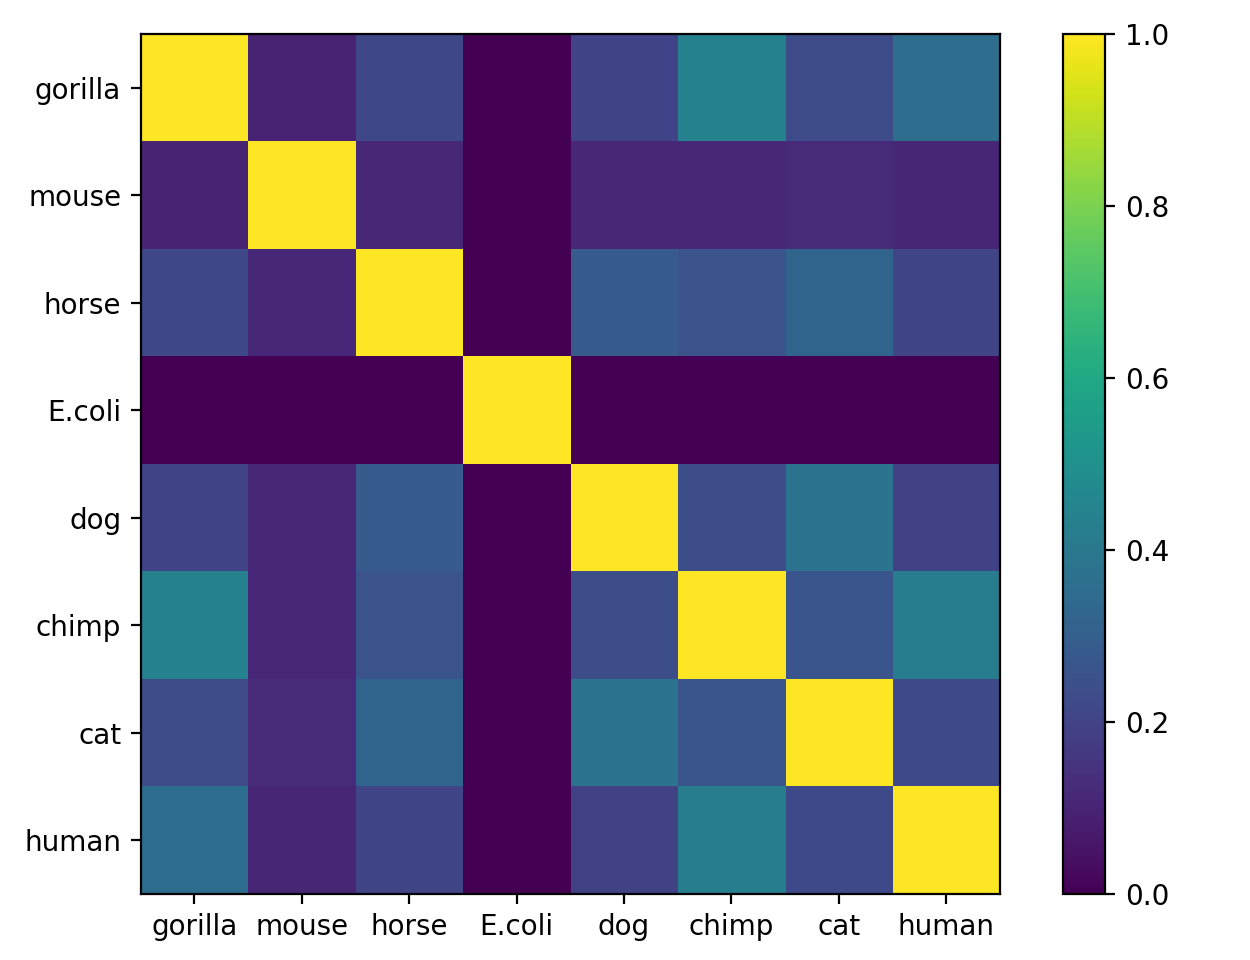 1.0
gorilla
mouse
0.8
horse
0.6
E.coli
dog
0.4
chimp
cat
0.2
human
0.0
gorilla mouse horse E.coli dog chimp cat human